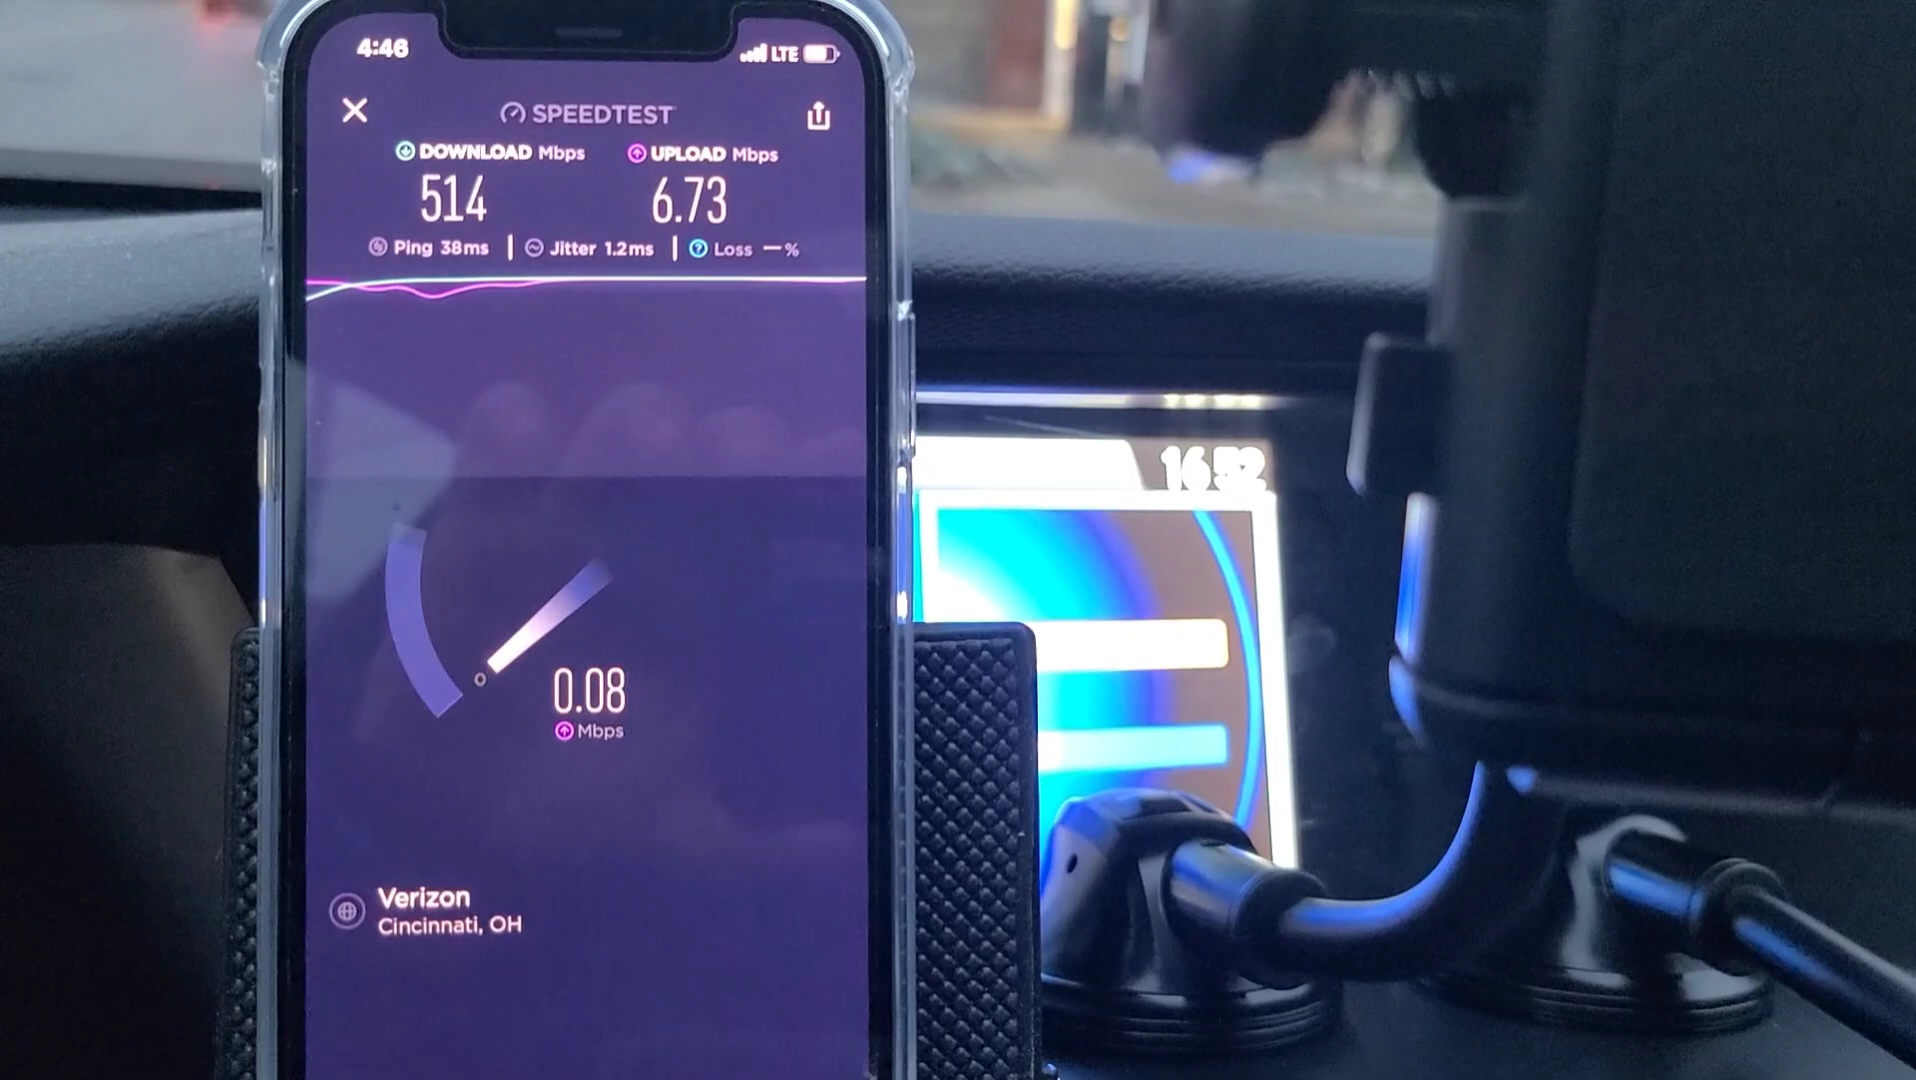 4:46 LTE
SPEEDTEST
DOWNLOAD Mbps UPLOAD Mbps
514 6.73
Ping 38ms Jitter 1.2ms Loss —%
16 52
0
0.08
Mbps
Verizon
Cincinnati, OH